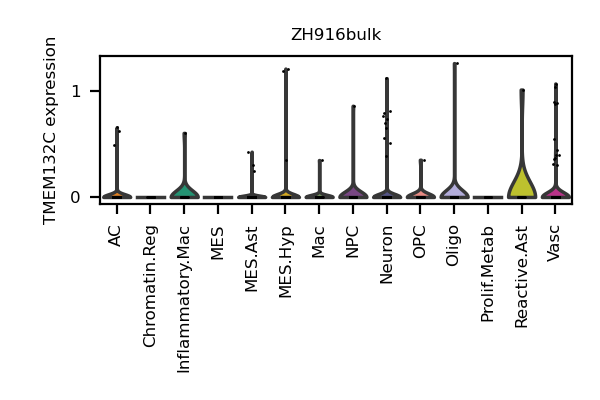 ZH916bulk
TMEM132C expression
1
0
AC
Chromatin.Reg
Inflammatory.Mac
MES
MES.Ast
MES.Hyp
Mac
NPC
Neuron
OPC
Oligo
Prolif.Metab
Reactive.Ast
Vasc